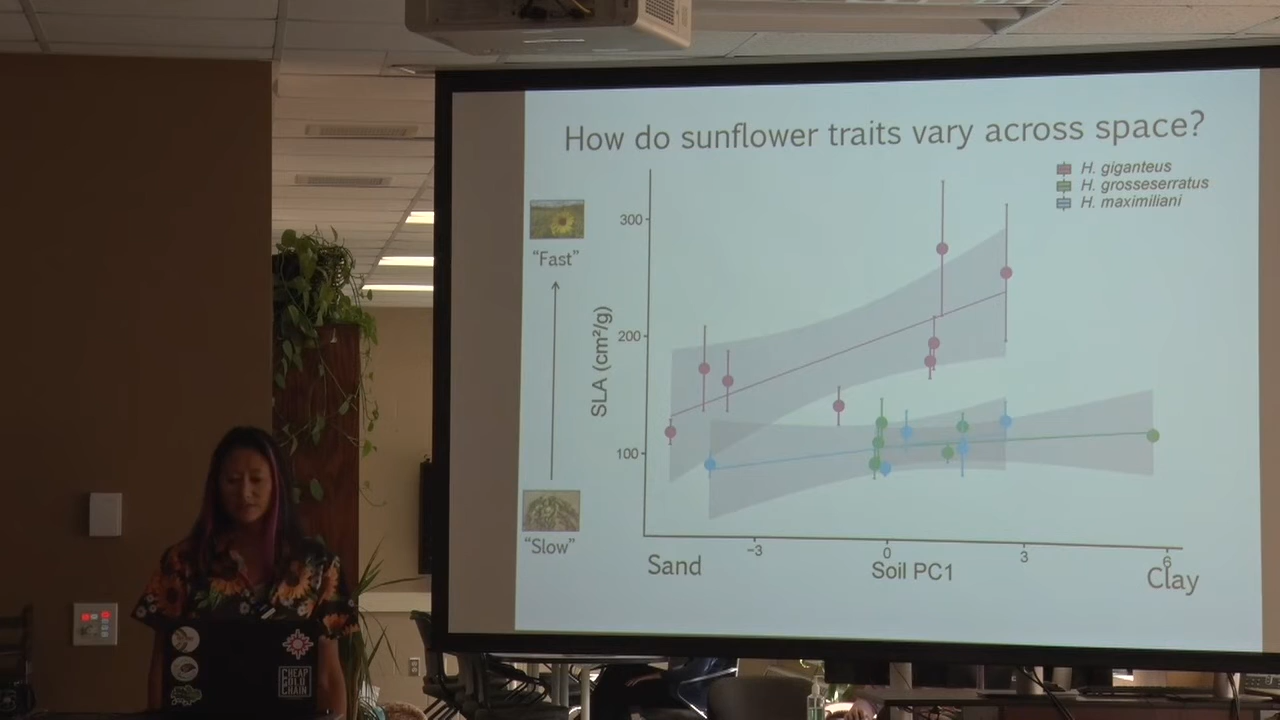 How do sunflower traits vary across space?
H. giganteus
H. grosseserratus
H. maximiliani
"Fast"
"Slow"
SLA (cm²/g)
300
200
100
−3
0
3
6
Sand
Soil PC1
Clay
CHEAP
GOLD
CHAIN